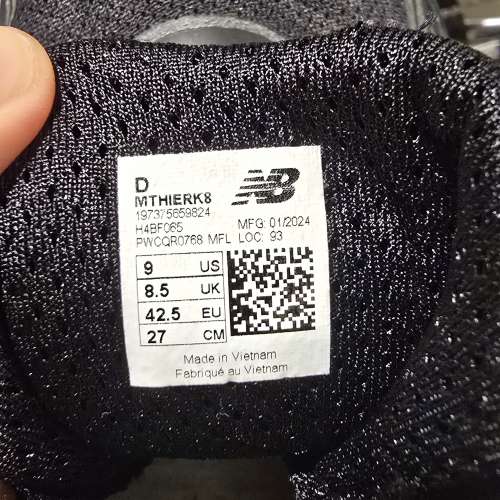 D
NB
MTHIERK8
197375659824
H4BF065 MFG: 01/2024
PWCQR0768 MFL LOC: 93
9 US
8.5 UK
42.5 EU
27 CM
Made in Vietnam
Fabriqué au Vietnam